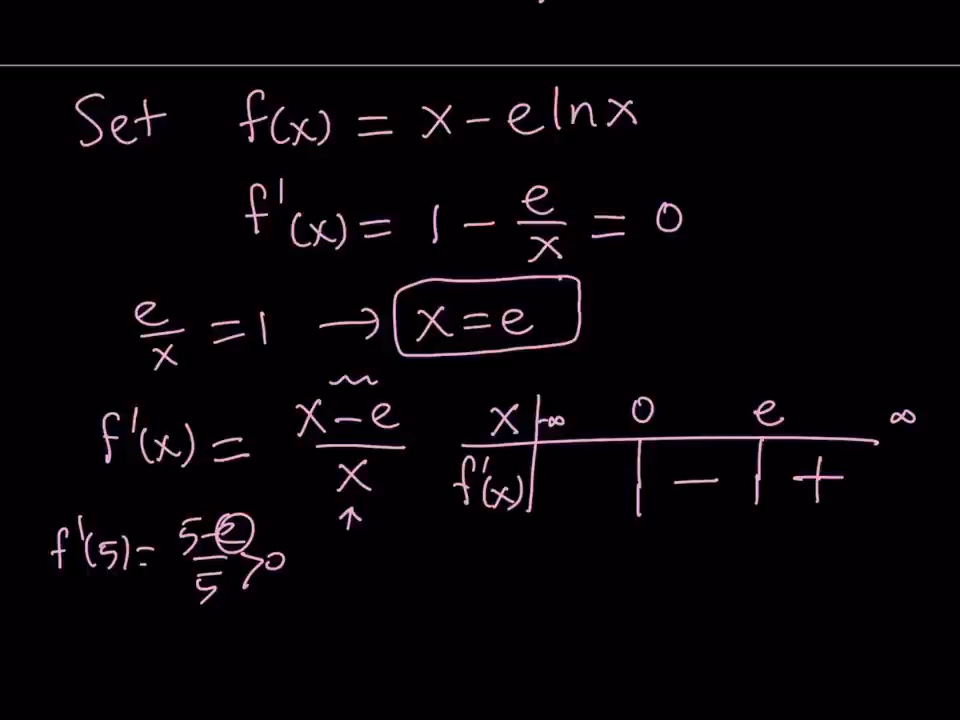 Set f(x) = x - e ln x
f'(x) = 1 - e/x = 0
e/x = 1 → x = e
f'(x) = (x - e)/x
x -∞ 0 e ∞
f'(x) - +
f'(5) = (5-e)/5 > 0